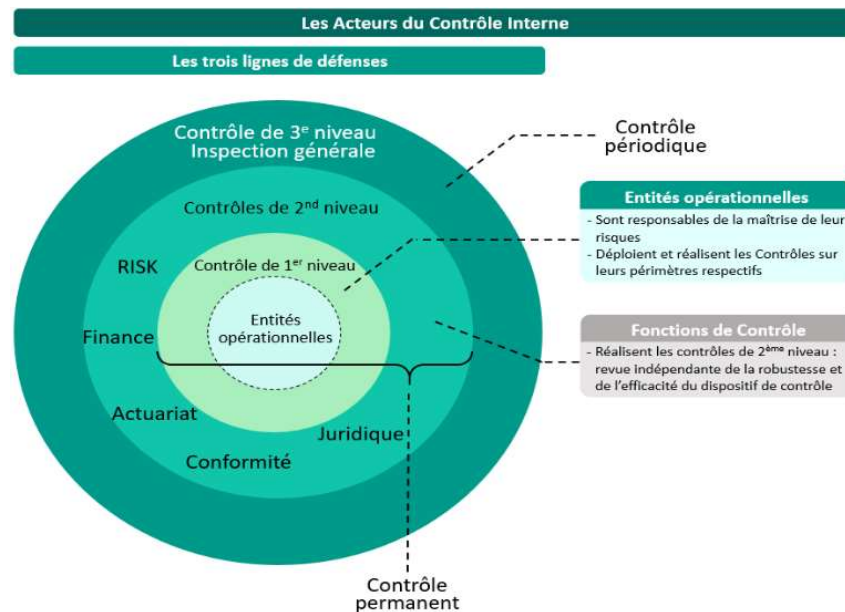 Les Acteurs du Contrôle Interne
Les trois lignes de défenses
Contrôle de 3e niveau
Inspection générale
Contrôle
périodique
Contrôles de 2nd niveau
RISK
Contrôle de 1er niveau
Entités
opérationnelles
Finance
Actuariat
Conformité
Juridique
Entités opérationnelles
- Sont responsables de la maîtrise de leur
risques
- Déploient et réalisent les Contrôles sur
leurs périmètres respectifs
Fonctions de Contrôle
- Réalisent les contrôles de 2ème niveau :
revue indépendante de la robustesse et
de l'efficacité du dispositif de contrôle
Contrôle
permanent